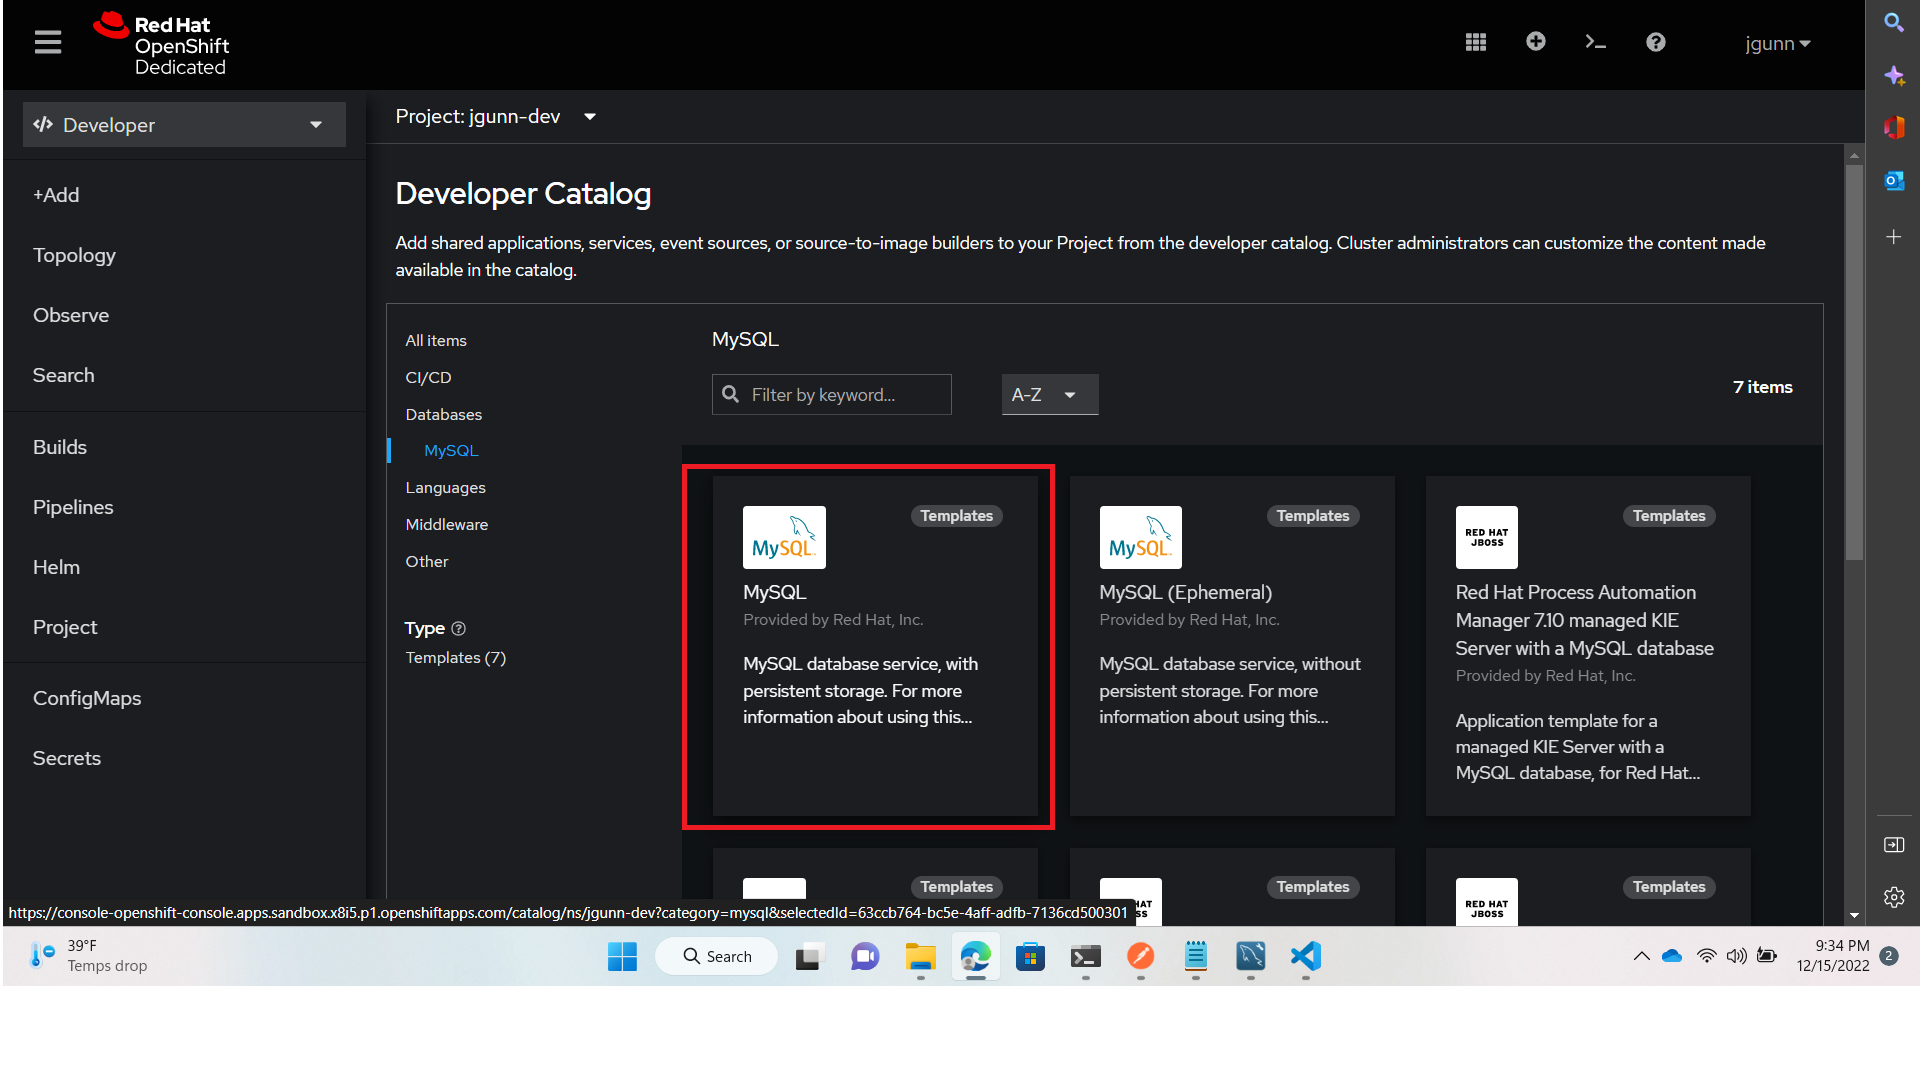 Red Hat
OpenShift
Dedicated
jgunn
Developer
Project: jgunn-dev
+Add
Topology
Observe
Search
Builds
Pipelines
Helm
Project
ConfigMaps
Secrets
Developer Catalog
Add shared applications, services, event sources, or source-to-image builders to your Project from the developer catalog. Cluster administrators can customize the content made
available in the catalog.
All items
CI/CD
Databases
MySQL
Languages
Middleware
Other
Type
Templates (7)
MySQL
Filter by keyword...
A-Z
7 items
Templates
MySQL
MySQL
Provided by Red Hat, Inc.
MySQL database service, with
persistent storage. For more
information about using this...
Templates
MySQL
MySQL (Ephemeral)
Provided by Red Hat, Inc.
MySQL database service, without
persistent storage. For more
information about using this...
Templates
RED HAT
JBOSS
Red Hat Process Automation
Manager 7.10 managed KIE
Server with a MySQL database
Provided by Red Hat, Inc.
Application template for a
managed KIE Server with a
MySQL database, for Red Hat...
Templates
Templates
Templates
RED HAT
JBOSS
https://console-openshift-console.apps.sandbox.x8i5.p1.openshiftapps.com/catalog/ns/jgunn-dev?category=mysql&selectedId=63ccb764-bc5e-4aff-adfb-7136cd500301
39°F
Temps drop
Search
9:34 PM
12/15/2022
2